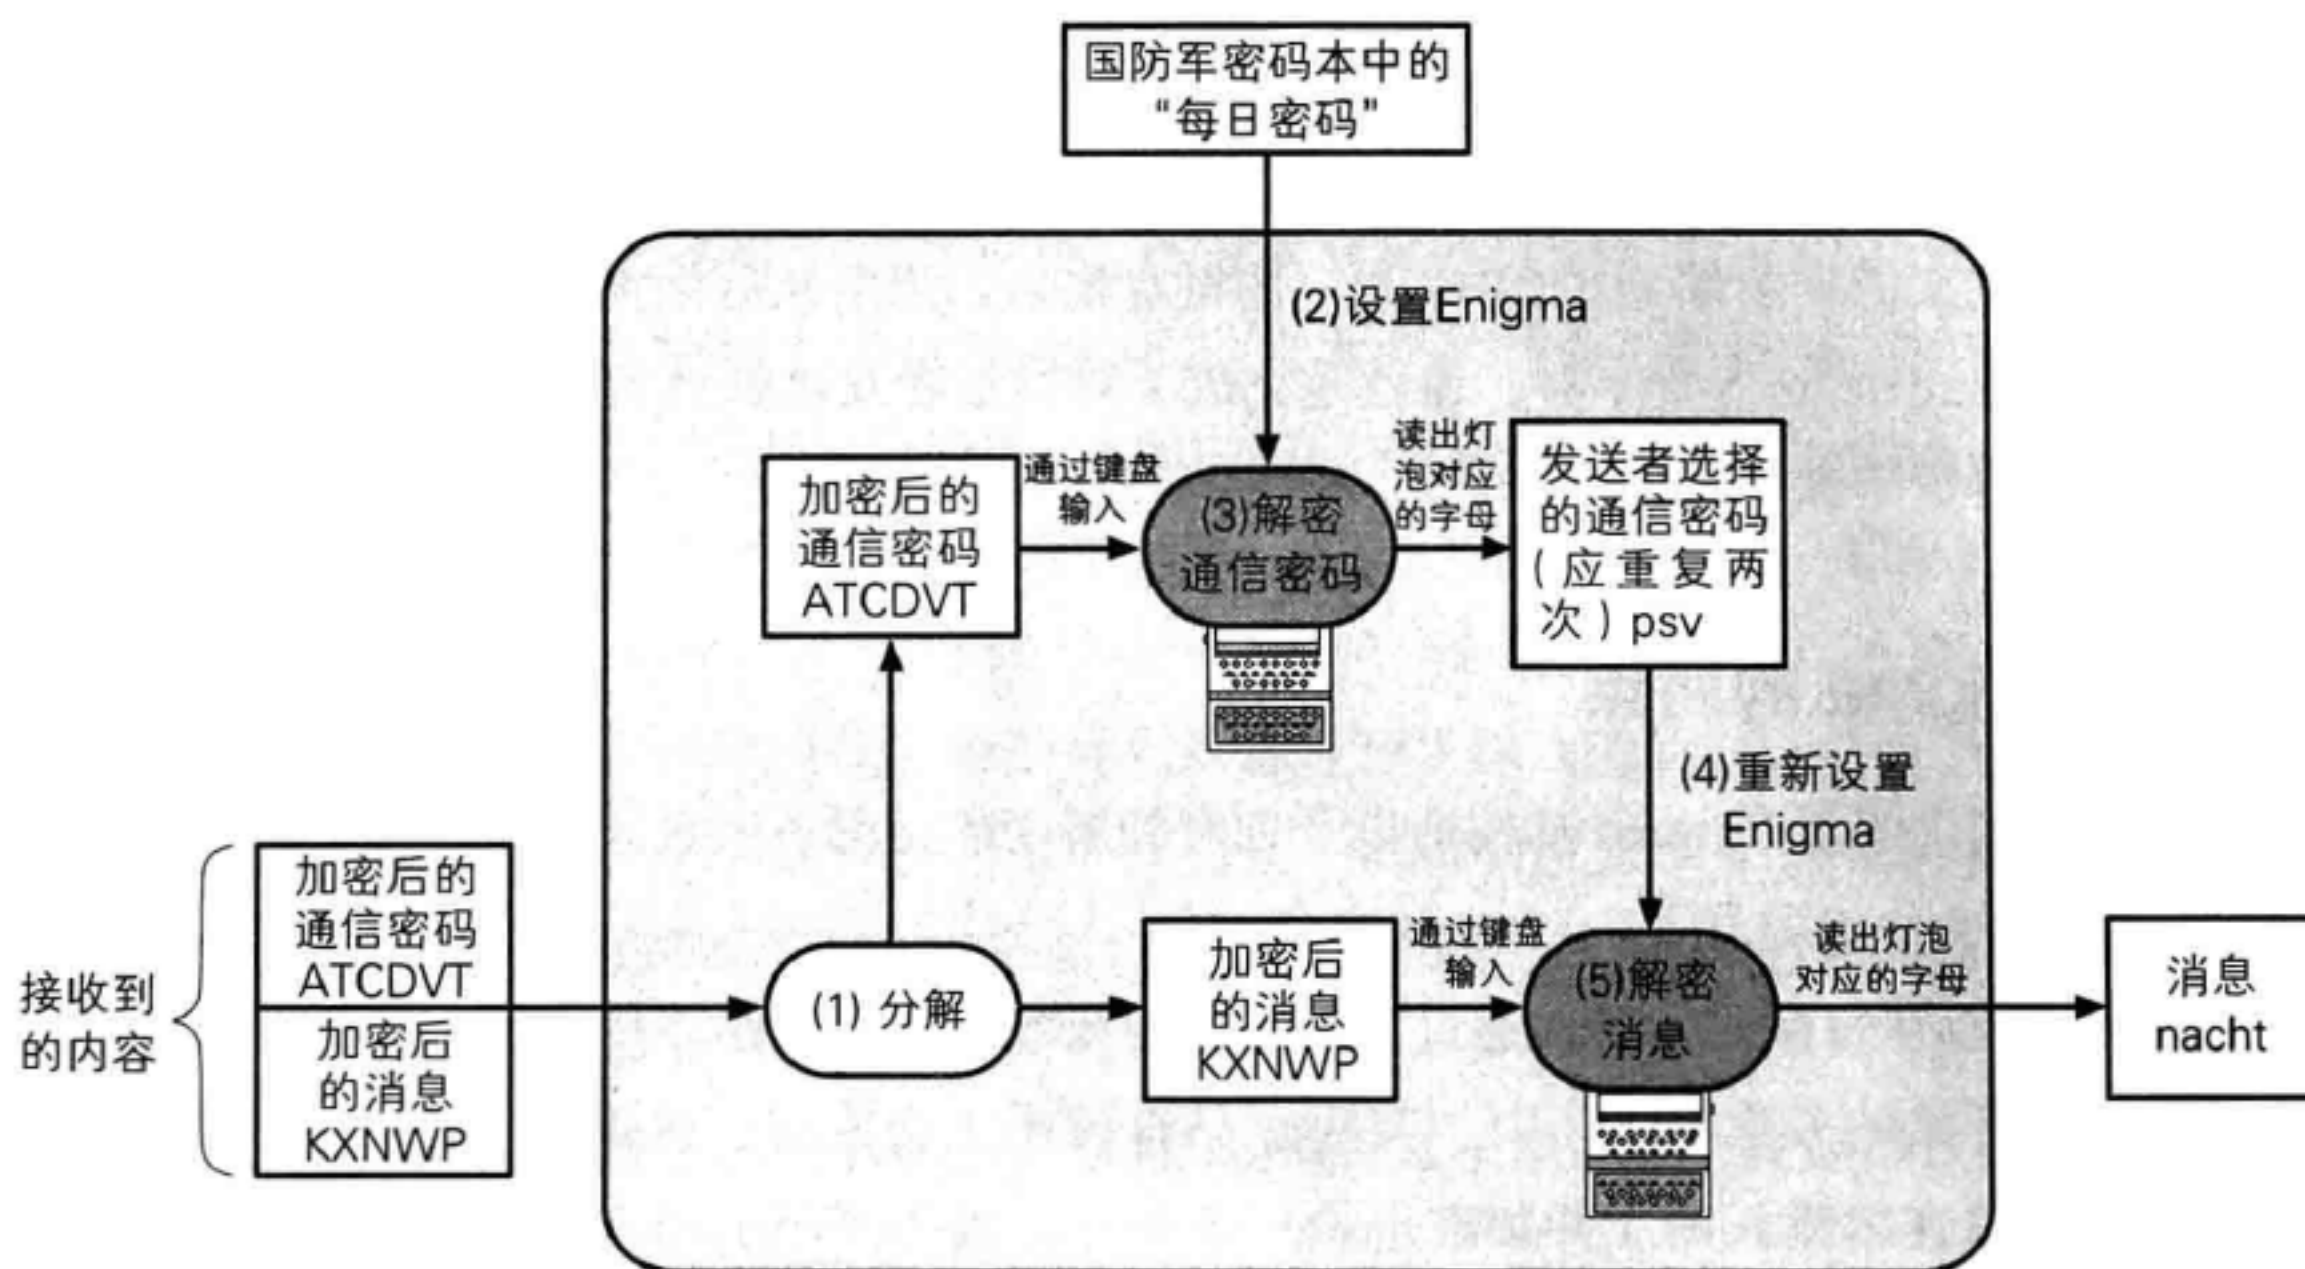 国防军密码本中的
“每日密码”
(2)设置Enigma
加密后的
通信密码
ATCDVT
通过键盘
输入
(3)解密
通信密码
读出灯
泡对应
的字母
发送者选择
的通信密码
(应重复两
次) psv
(4)重新设置
Enigma
接收到
的内容
加密后的
通信密码
ATCDVT
加密后
的消息
KXNWP
(1) 分解
加密后
的消息
KXNWP
通过键盘
输入
(5)解密
消息
读出灯泡
对应的字母
消息
nacht